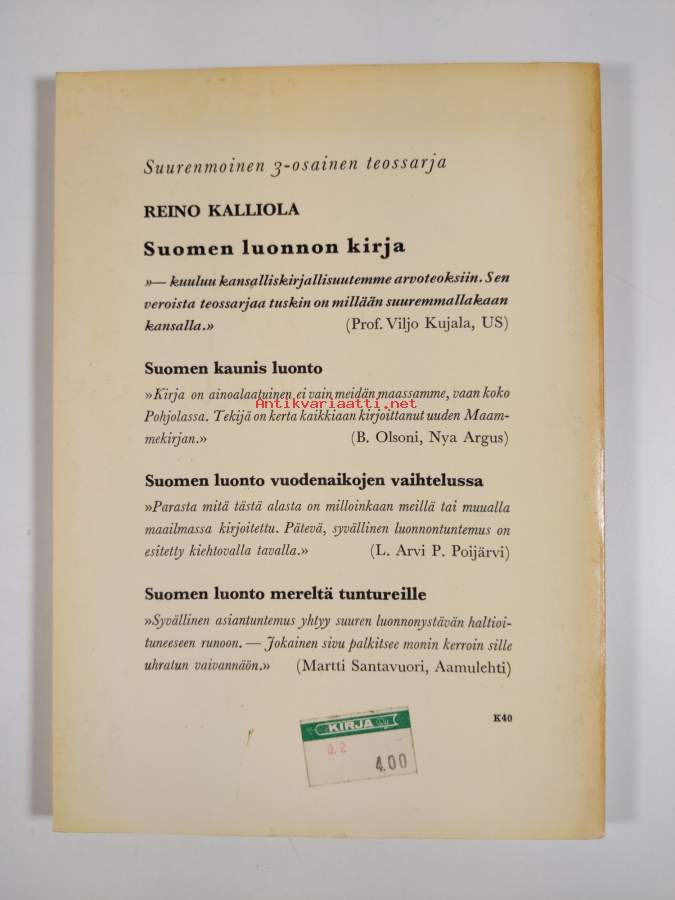 Suurenmoinen 3-osainen teossarja
REINO KALLIOLA
Suomen luonnon kirja
»— kuuluu kansalliskirjallisuutemme arvoteoksiin. Sen
veroista teossarjaa tuskin on millään suuremmallakaan
kansalla.» (Prof. Viljo Kujala, US)
Suomen kaunis luonto
»Kirja on ainoalaatuinen ei vain meidän maassamme, vaan koko
Antikvariaatti.net
Pohjolassa. Tekijä on kerta kaikkiaan kirjoittanut uuden Maam-
mekirjan.» (B. Olsoni, Nya Argus)
Suomen luonto vuodenaikojen vaihtelussa
»Parasta mitä tästä alasta on milloinkaan meillä tai muualla
maailmassa kirjoitettu. Pätevä, syvällinen luonnontuntemus on
esitetty kiehtovalla tavalla.» (L. Arvi P. Poijärvi)
Suomen luonto mereltä tuntureille
»Syvällinen asiantuntemus yhtyy suuren luonnonystävän haltioi-
tuneeseen runoon. — Jokainen sivu palkitsee monin kerroin sille
uhratun vaivannäön.» (Martti Santavuori, Aamulehti)
K40
KIRJA
4.00